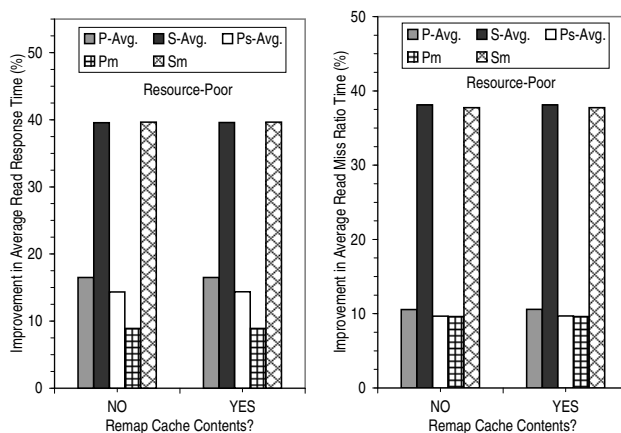 Improvement in Average Read Response Time (%)
50
40
30
20
10
0
P-Avg. S-Avg. Ps-Avg.
Pm Sm
Resource-Poor
NO YES
Remap Cache Contents?
Improvement in Average Read Miss Ratio Time (%)
50
40
30
20
10
0
P-Avg. S-Avg. Ps-Avg.
Pm Sm
Resource-Poor
NO YES
Remap Cache Contents?